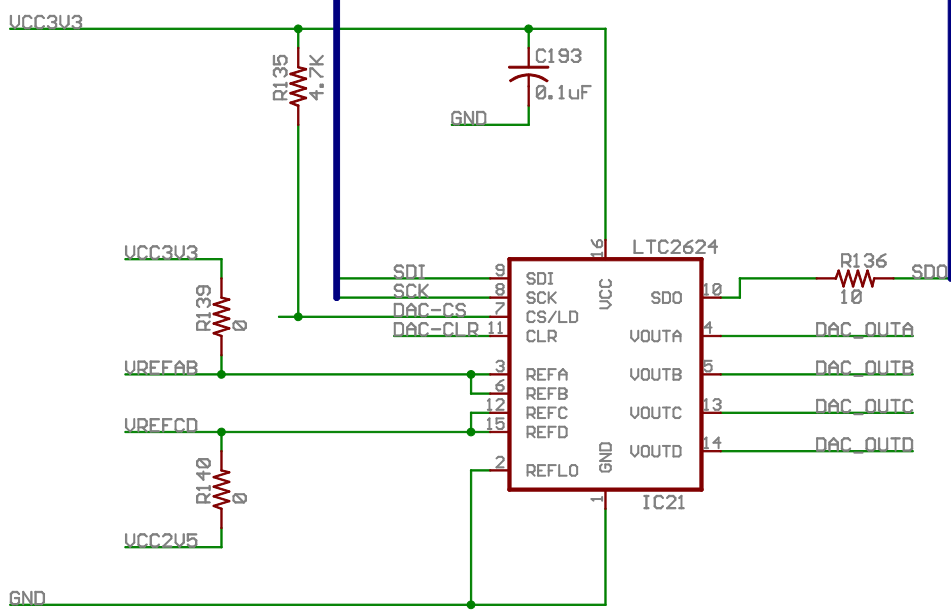 VCC3V3
R135
4.7K
C193
0.1uF
GND
VCC3V3
R139
0
VREFAB
VREFCD
R140
0
VCC2V5
GND
SDI
SCK
DAC-CS
DAC-CLR
9
8
7
11
3
6
12
15
2
16
LTC2624
SDI
SCK
CS/LD
CLR
REFA
REFB
REFC
REFD
REFLO
VCC
GND
SDO
VOUTA
VOUTB
VOUTC
VOUTD
1
IC21
10
4
5
13
14
R136
10
SDO
DAC_OUTA
DAC_OUTB
DAC_OUTC
DAC_OUTD